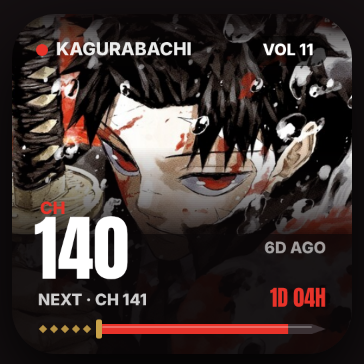 KAGURABACHI
VOL 11
CH
140
6D AGO
NEXT · CH 141
1D 04H